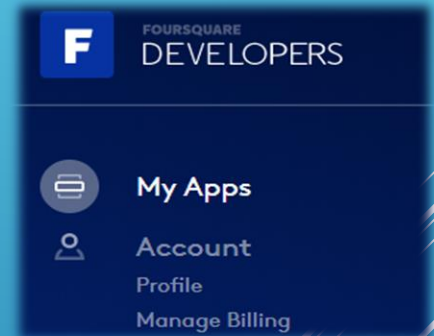 F
FOURSQUARE
DEVELOPERS
My Apps
Account
Profile
Manage Billing